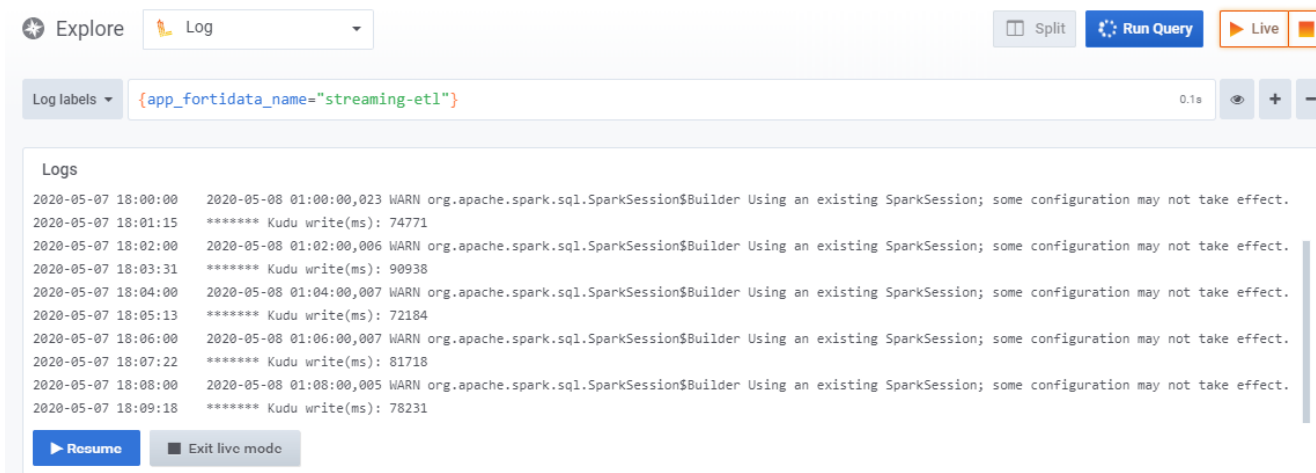 Explore Log Split Run Query Live
Log labels {app_fortidata_name="streaming-etl"} 0.1s
Logs
2020-05-07 18:00:00 2020-05-08 01:00:00,023 WARN org.apache.spark.sql.SparkSession$Builder Using an existing SparkSession; some configuration may not take effect.
2020-05-07 18:01:15 ******* Kudu write(ms): 74771
2020-05-07 18:02:00 2020-05-08 01:02:00,006 WARN org.apache.spark.sql.SparkSession$Builder Using an existing SparkSession; some configuration may not take effect.
2020-05-07 18:03:31 ******* Kudu write(ms): 90938
2020-05-07 18:04:00 2020-05-08 01:04:00,007 WARN org.apache.spark.sql.SparkSession$Builder Using an existing SparkSession; some configuration may not take effect.
2020-05-07 18:05:13 ******* Kudu write(ms): 72184
2020-05-07 18:06:00 2020-05-08 01:06:00,007 WARN org.apache.spark.sql.SparkSession$Builder Using an existing SparkSession; some configuration may not take effect.
2020-05-07 18:07:22 ******* Kudu write(ms): 81718
2020-05-07 18:08:00 2020-05-08 01:08:00,005 WARN org.apache.spark.sql.SparkSession$Builder Using an existing SparkSession; some configuration may not take effect.
2020-05-07 18:09:18 ******* Kudu write(ms): 78231
Resume Exit live mode